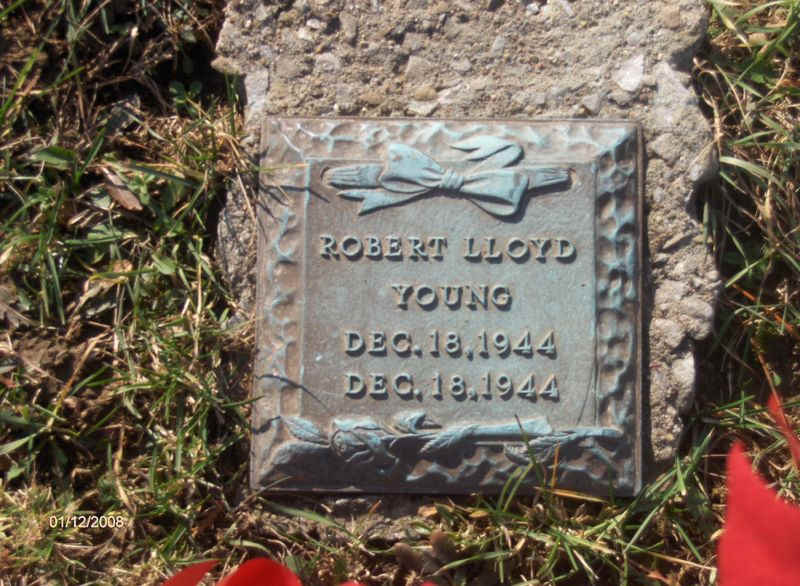 ROBERT LLOYD
YOUNG
DEC. 18, 1944
DEC. 18, 1944
01/12/2008